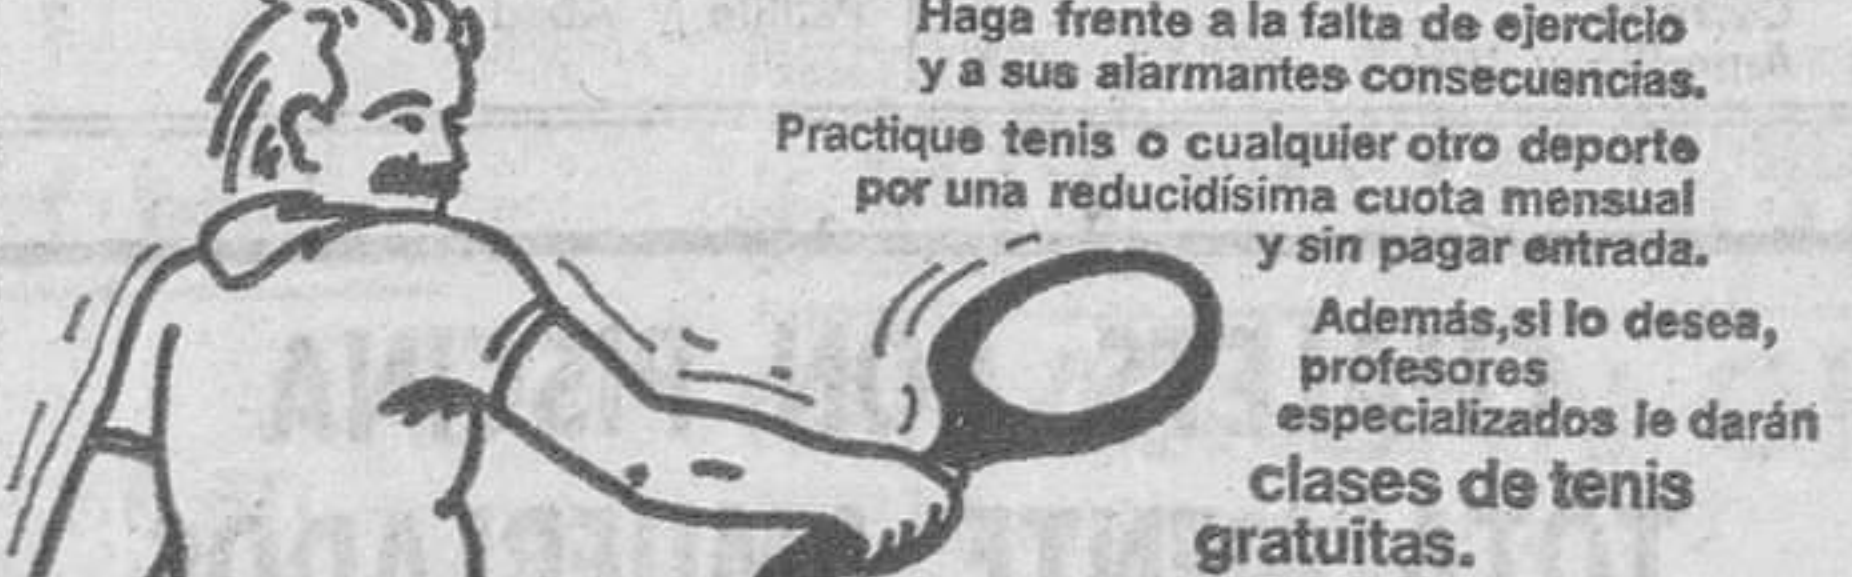 Haga frente a la falta de ejercicio
y a sus alarmantes consecuencias.
Practique tenis o cualquier otro deporte
por una reducidísima cuota mensual
y sin pagar entrada.
Además, si lo desea,
profesores
especializados le darán
clases de tenis
gratuitas.